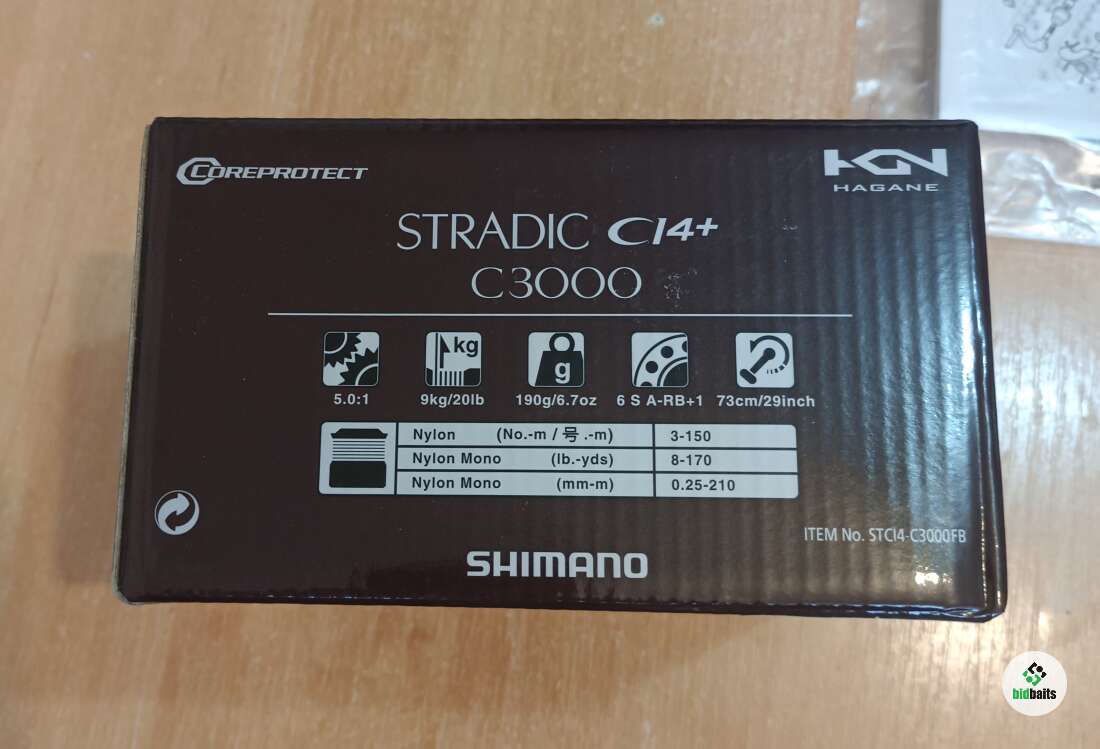 COREPROTECT
HGN
HAGANE
STRADIC CI4+
C3000
kg
g
5.0:1
9kg/20lb
190g/6.7oz
6 S A-RB+1
73cm/29inch
Nylon (No.-m / 号.-m) 3-150
Nylon Mono (lb.-yds) 8-170
Nylon Mono (mm-m) 0.25-210
ITEM No. STCI4-C3000FB
SHIMANO
bidbaits